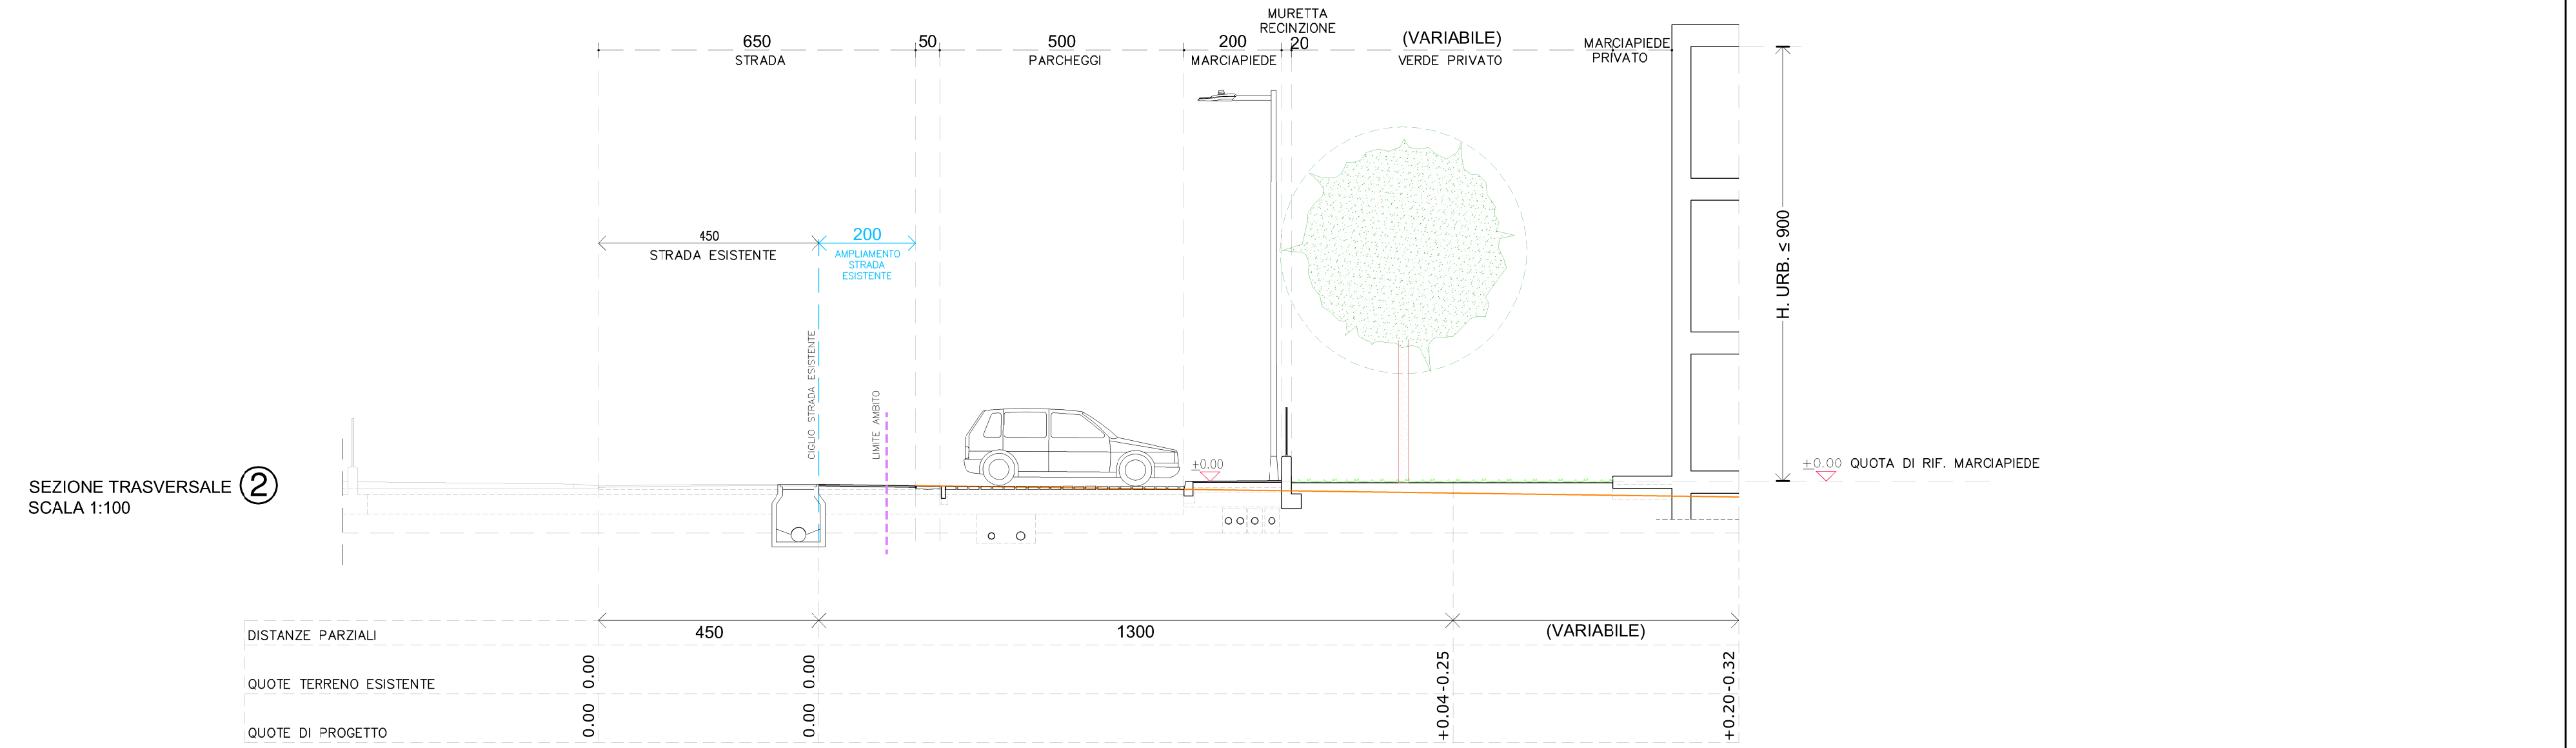 MURETTA
RECINZIONE
650 50 500 200 20 (VARIABILE)
STRADA PARCHEGGI MARCIAPIEDE VERDE PRIVATO
MARCIAPIEDE
PRIVATO
450
STRADA ESISTENTE
200
AMPLIAMENTO
STRADA
ESISTENTE
CIGLIO STRADA ESISTENTE
LIMITE AMBITO
H. URB. ≤ 900
±0.00
±0.00 QUOTA DI RIF. MARCIAPIEDE
SEZIONE TRASVERSALE 2
SCALA 1:100
DISTANZE PARZIALI 450 1300 (VARIABILE)
QUOTE TERRENO ESISTENTE 0.00 0.00 -0.25 -0.32
QUOTE DI PROGETTO 0.00 0.00 +0.04 +0.20